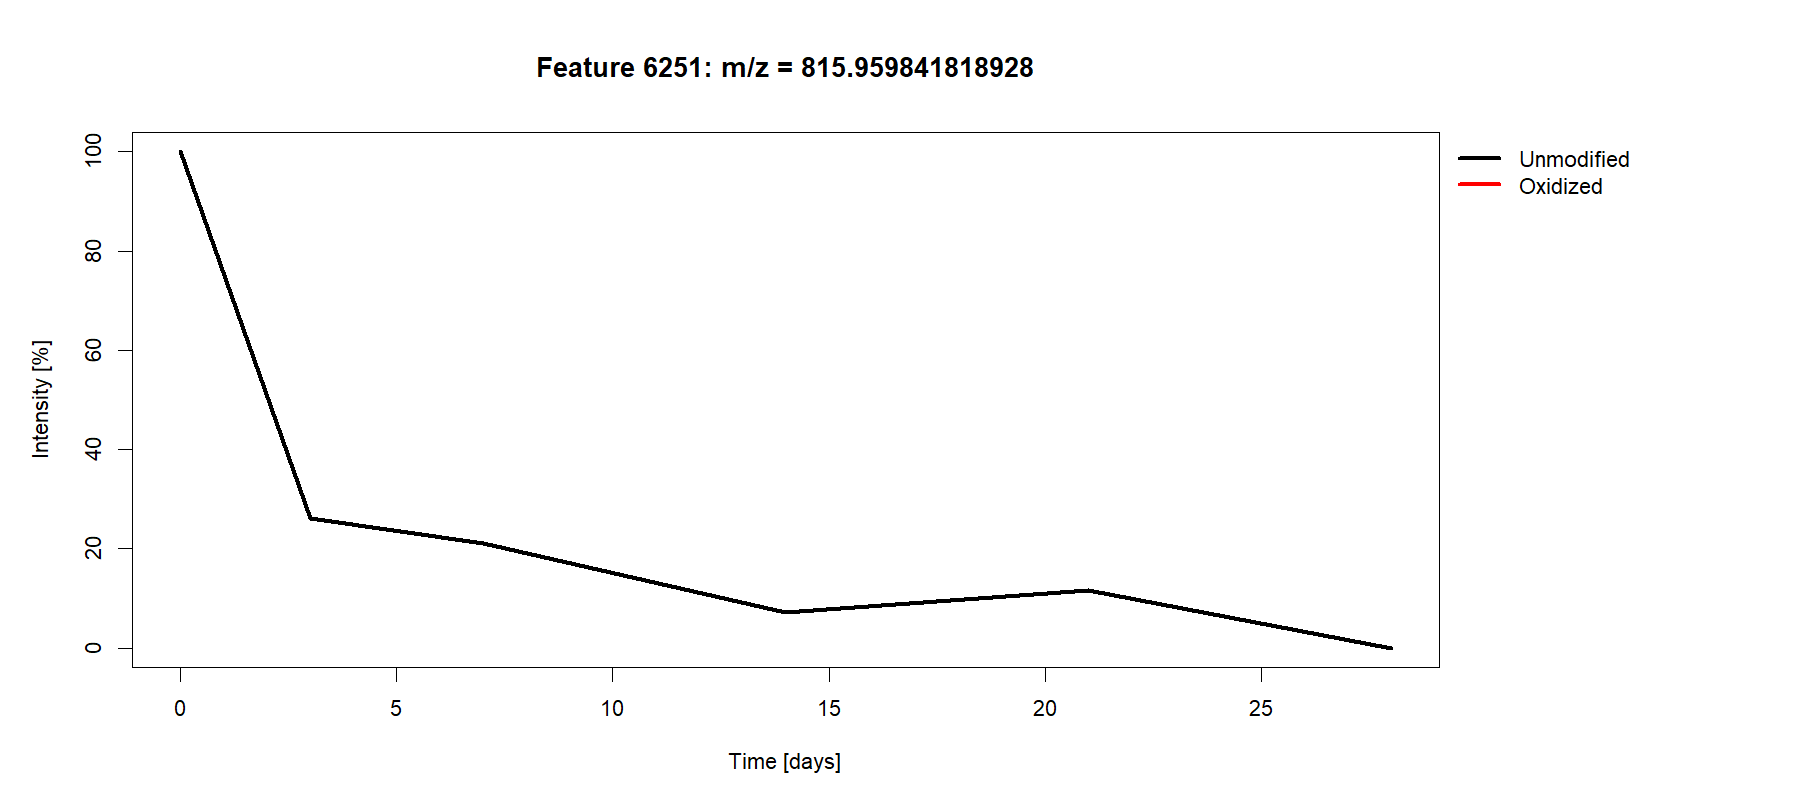 Feature 6251: m/z = 815.959841818928
Unmodified
Oxidized
Intensity [%]
100
80
60
40
20
0
0 5 10 15 20 25
Time [days]